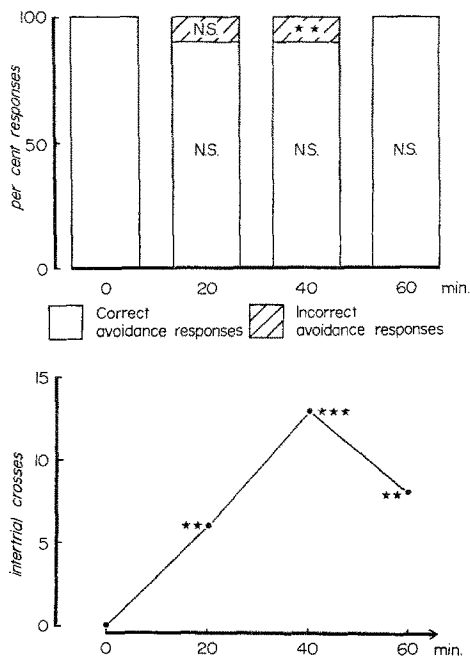 100
50
0
per cent responses
N.S. ★ ★
N.S. N.S. N.S.
0 20 40 60 min.
Correct avoidance responses
Incorrect avoidance responses
15
10
5
0
intertrial crosses
★★★
★★
★★
0 20 40 60 min.